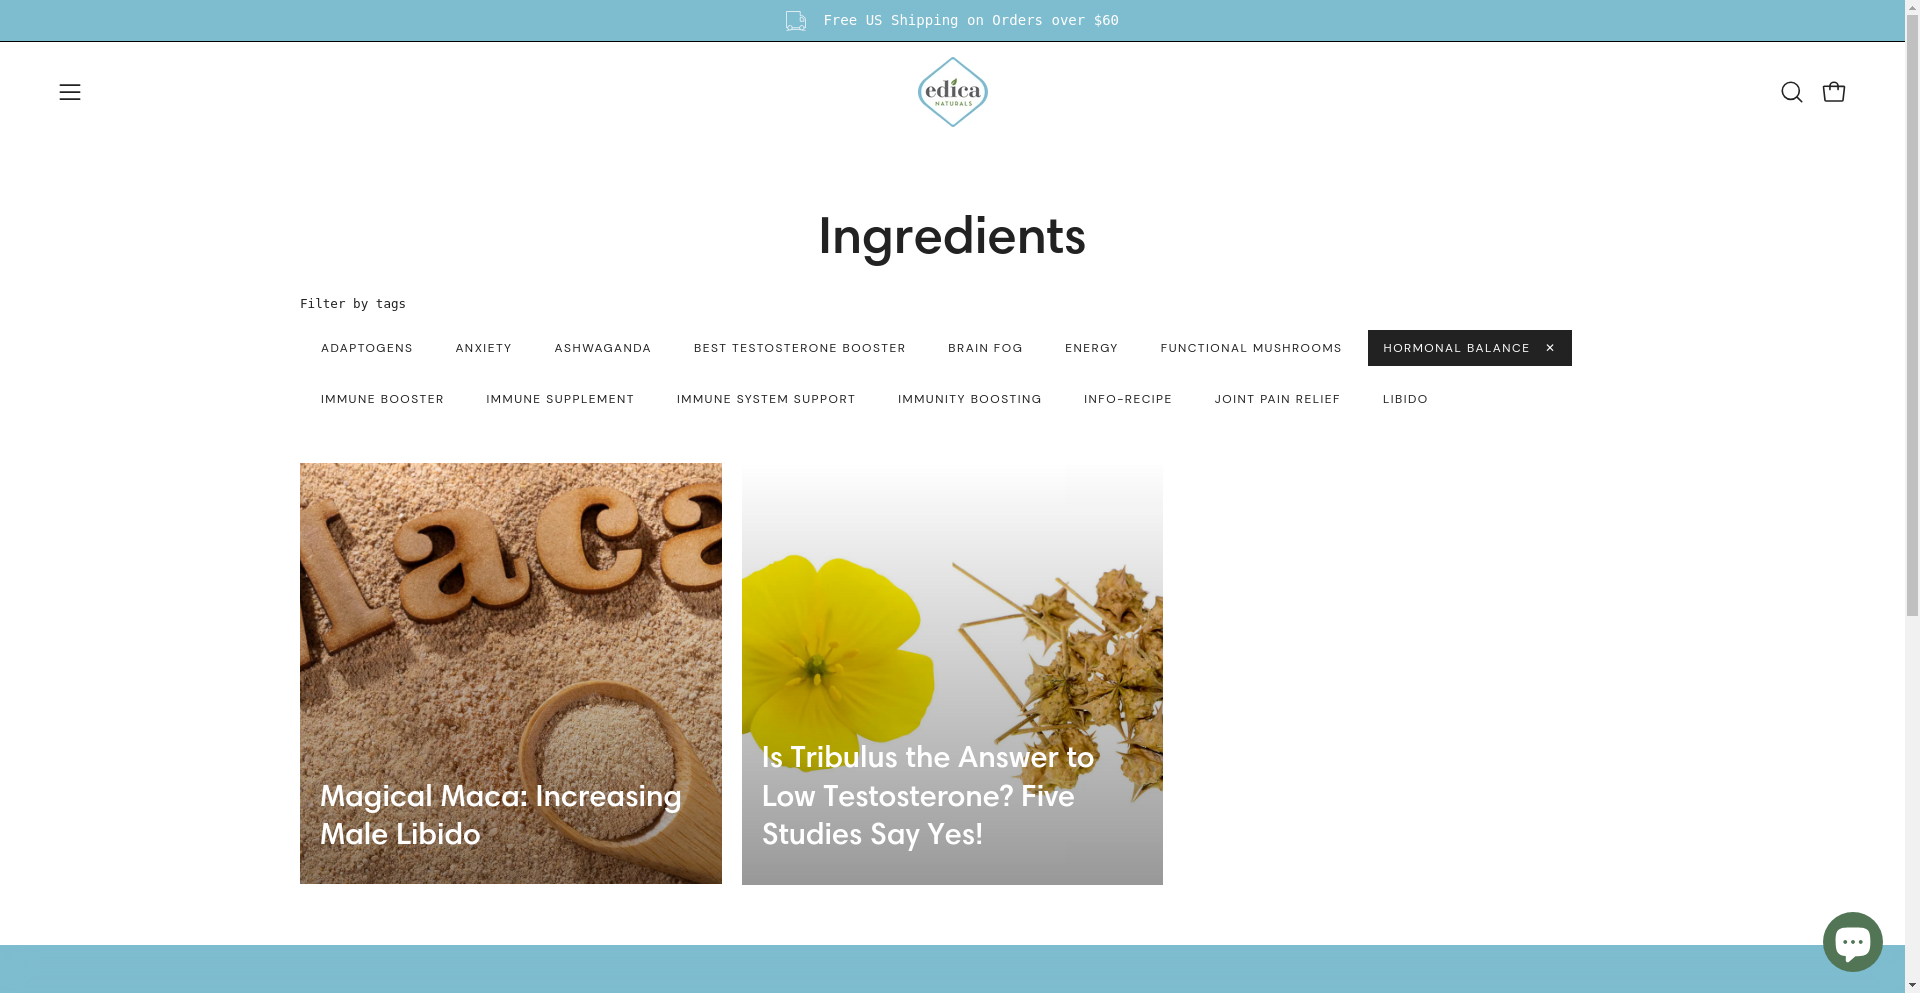 Free US Shipping on Orders over $60
edica
NATURALS
Ingredients
Filter by tags
ADAPTOGENS ANXIETY ASHWAGANDA BEST TESTOSTERONE BOOSTER BRAIN FOG ENERGY FUNCTIONAL MUSHROOMS HORMONAL BALANCE ×
IMMUNE BOOSTER IMMUNE SUPPLEMENT IMMUNE SYSTEM SUPPORT IMMUNITY BOOSTING INFO-RECIPE JOINT PAIN RELIEF LIBIDO
Maca
Magical Maca: Increasing
Male Libido
Is Tribulus the Answer to
Low Testosterone? Five
Studies Say Yes!